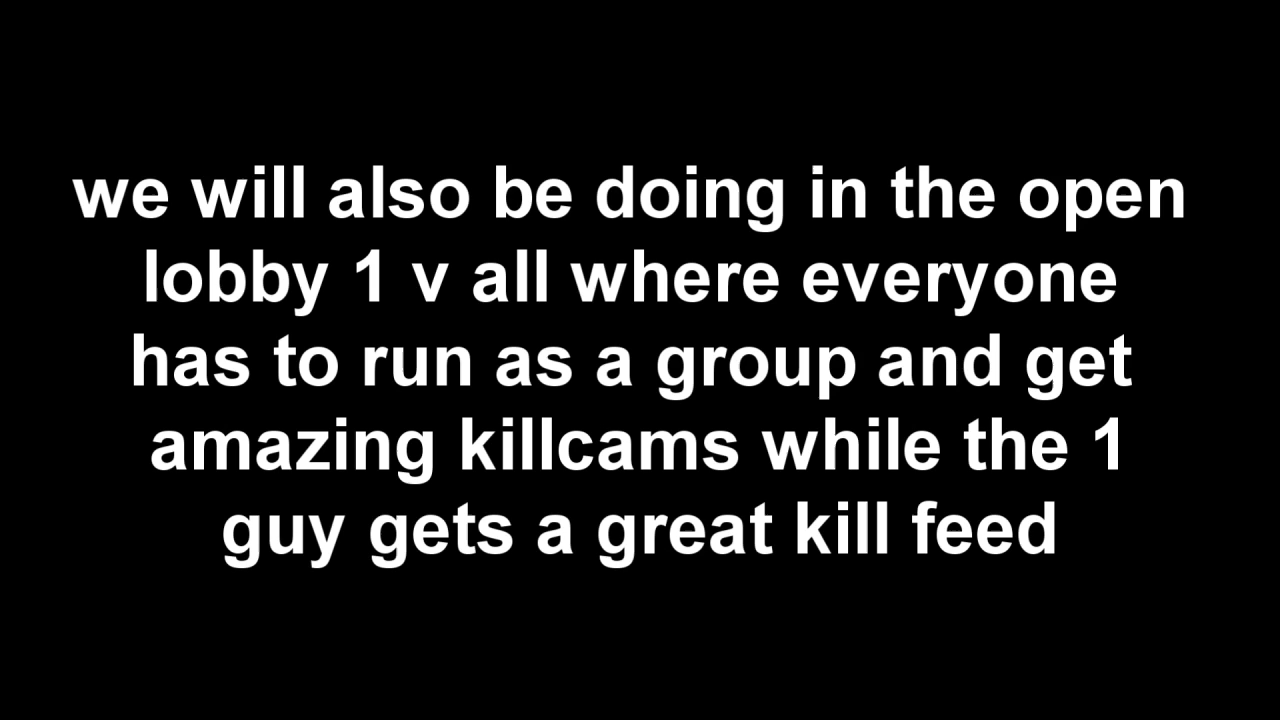 we will also be doing in the open
lobby 1 v all where everyone
has to run as a group and get
amazing killcams while the 1
guy gets a great kill feed